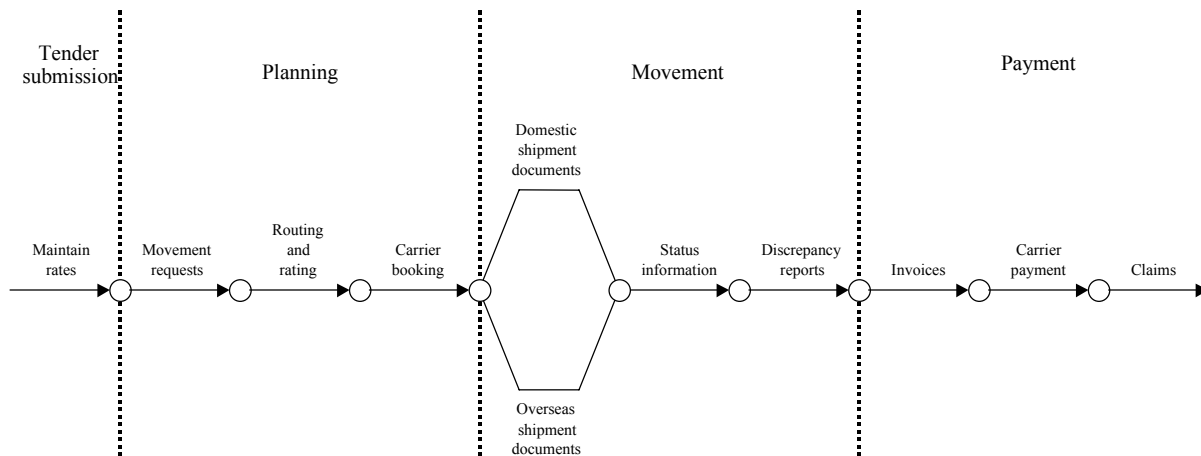 Tender
submission
Planning
Movement
Payment
Domestic
shipment
documents
Maintain
rates
Movement
requests
Routing
and
rating
Carrier
booking
Status
information
Discrepancy
reports
Invoices
Carrier
payment
Claims
Overseas
shipment
documents